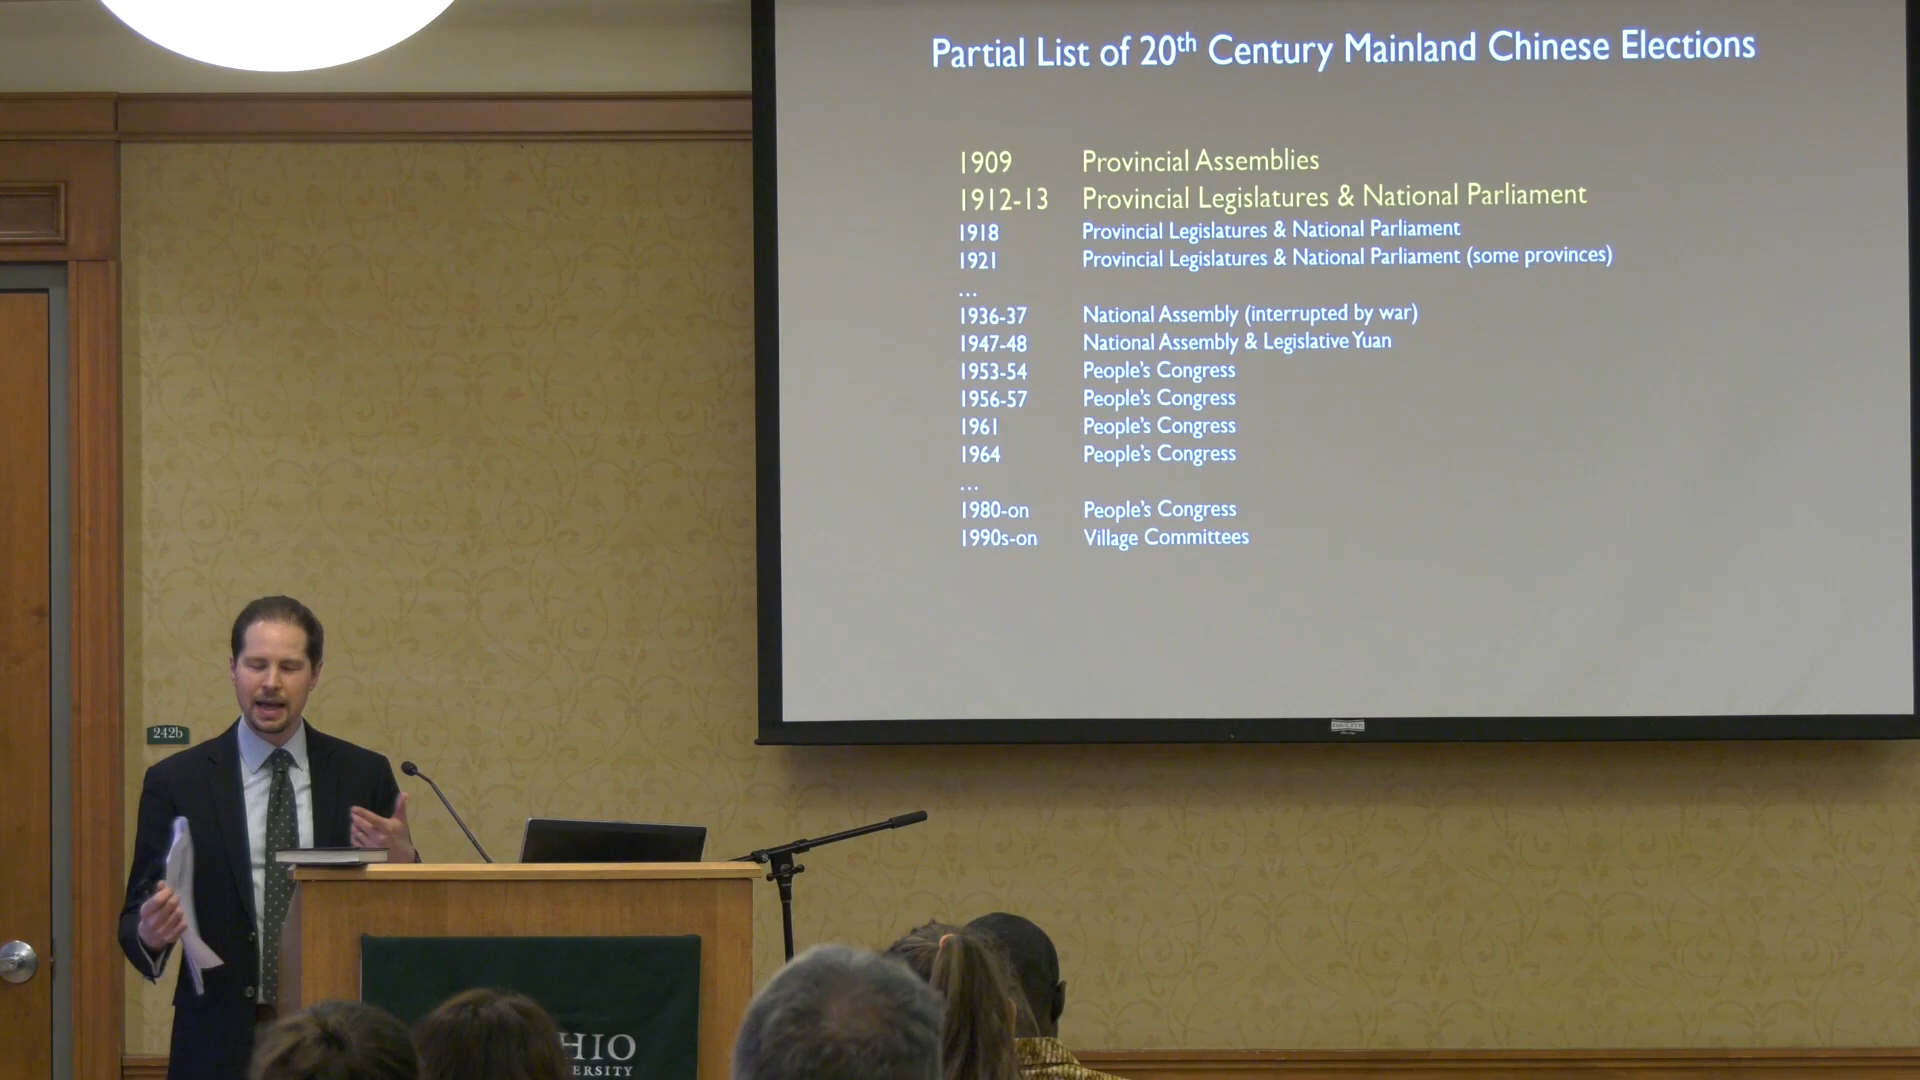 Partial List of 20th Century Mainland Chinese Elections
1909 Provincial Assemblies
1912-13 Provincial Legislatures & National Parliament
1918 Provincial Legislatures & National Parliament
1921 Provincial Legislatures & National Parliament (some provinces)
...
1936-37 National Assembly (interrupted by war)
1947-48 National Assembly & Legislative Yuan
1953-54 People's Congress
1956-57 People's Congress
1961 People's Congress
1964 People's Congress
...
1980-on People's Congress
1990s-on Village Committees
242b
HIO
ERSITY